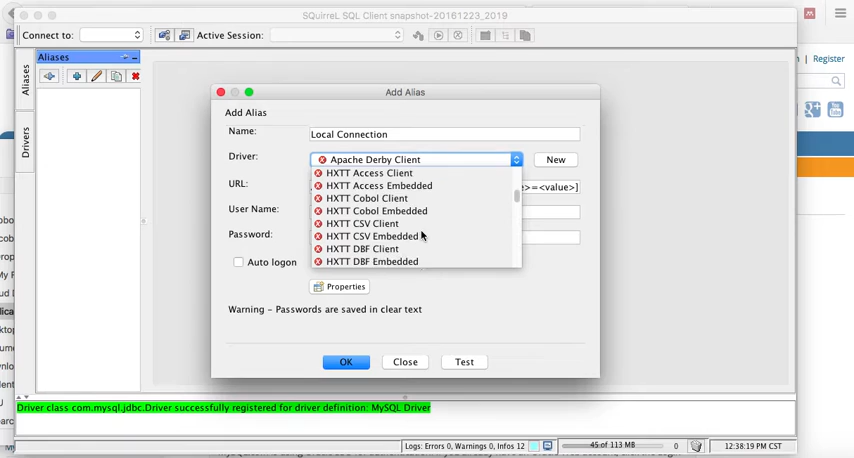 SQuirreL SQL Client snapshot-20161223_2019
Connect to:
Active Session:
Register
Aliases
Aliases
Drivers
Add Alias
Add Alias
Name:
Local Connection
Driver:
Apache Derby Client
New
HXTT Access Client
HXTT Access Embedded
HXTT Cobol Client
HXTT Cobol Embedded
HXTT CSV Client
HXTT CSV Embedded
HXTT DBF Client
HXTT DBF Embedded
URL:
>=<value>]
User Name:
Password:
Auto logon
Properties
Warning – Passwords are saved in clear text
OK
Close
Test
Driver class com.mysql.jdbc.Driver successfully registered for driver definition: MySQL Driver
Logs: Errors 0, Warnings 0, Infos 12
45 of 113 MB
0
12:38:19 PM CST